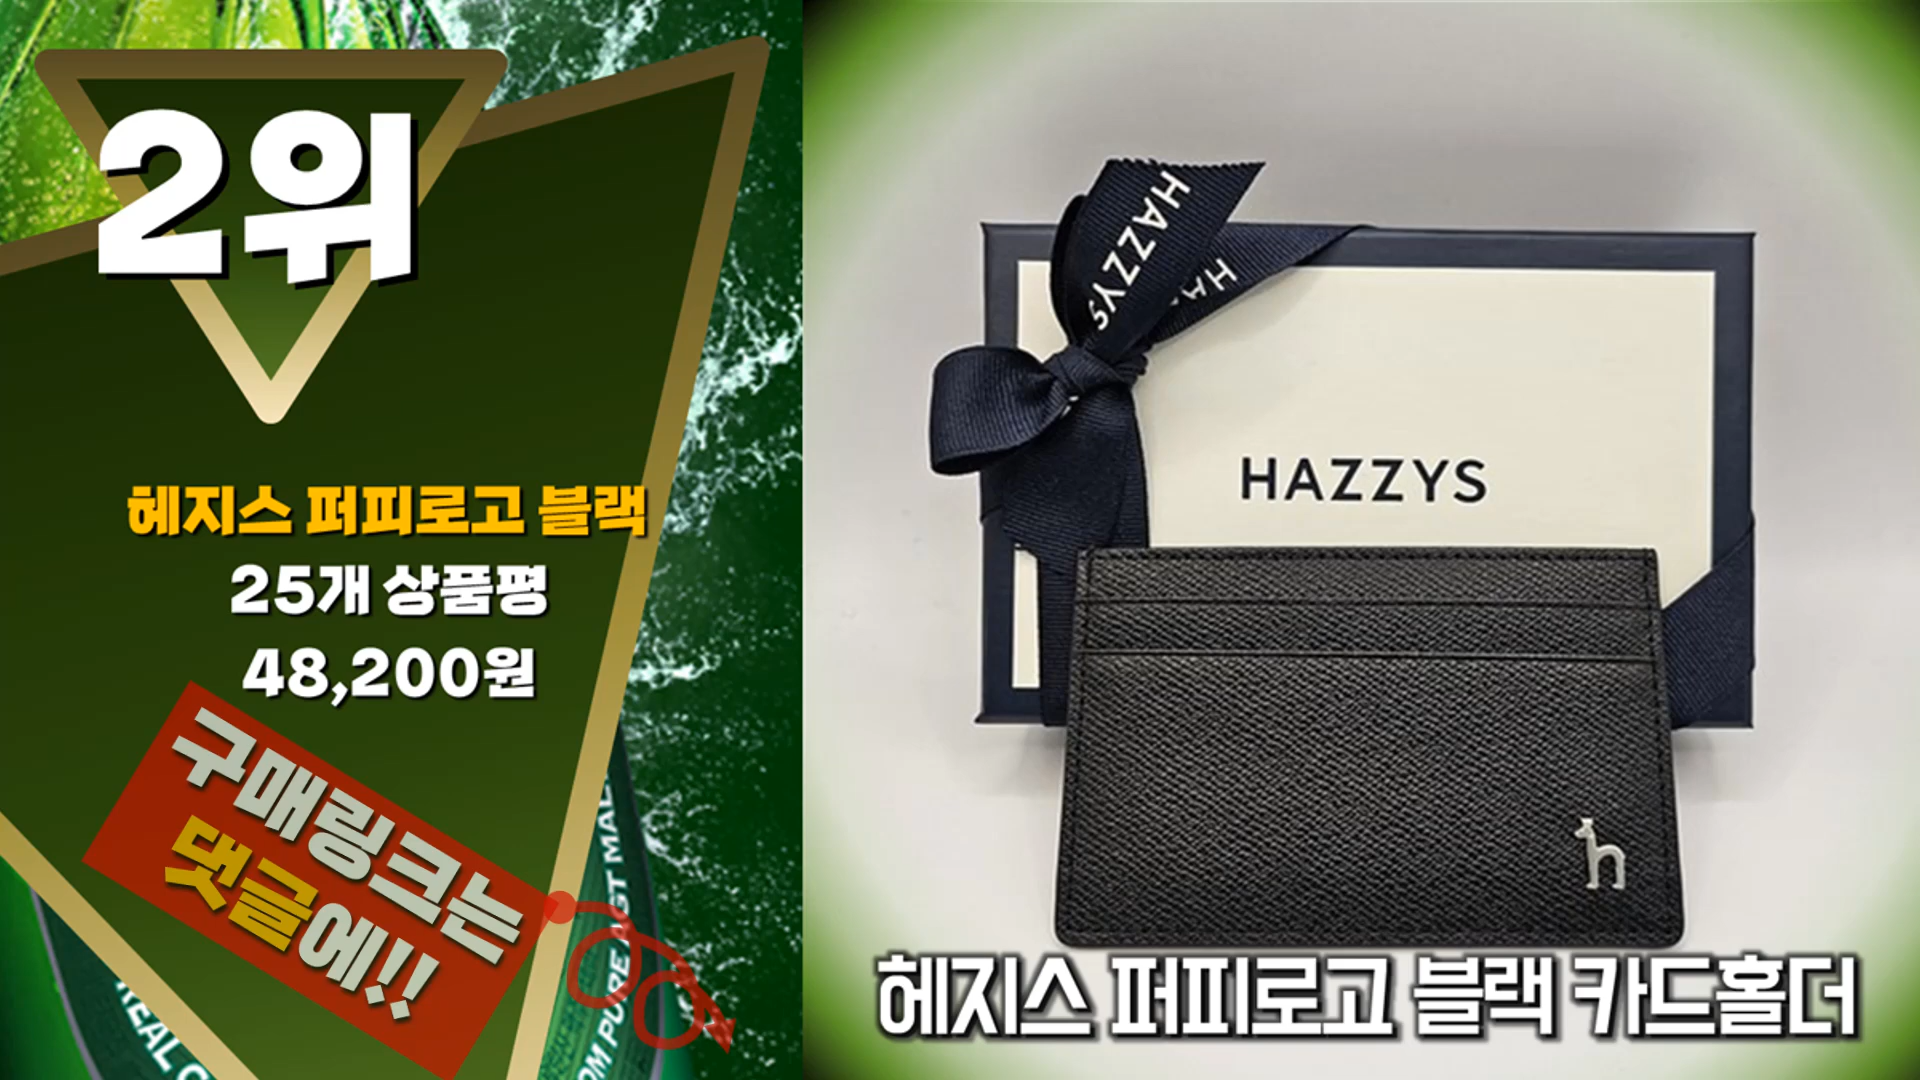 2위
헤지스 퍼피로고 블랙
25개 상품평
48,200원
구매링크는
댓글에!!
HAZZYS
HAZZYS
h
헤지스 퍼피로고 블랙 카드홀더